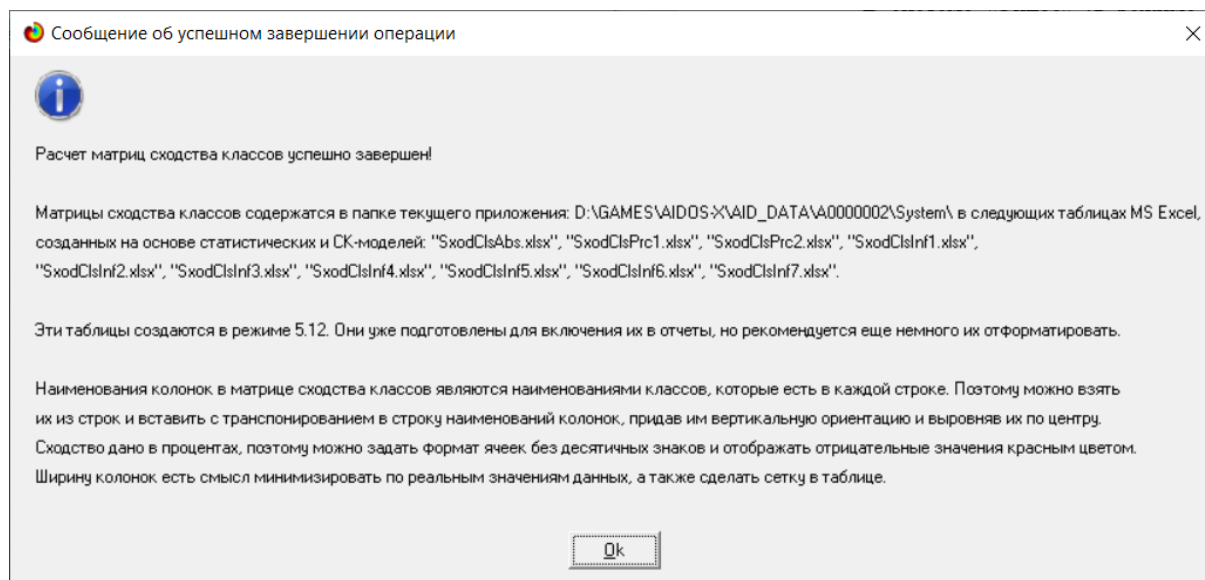 Сообщение об успешном завершении операции
Расчет матриц сходства классов успешно завершен!
Матрицы сходства классов содержатся в папке текущего приложения: D:\GAMES\AIDOS-X\AID_DATA\A0000002\System\ в следующих таблицах MS Excel,
созданных на основе статистических и СК-моделей: "SxodClsAbs.xlsx", "SxodClsPrc1.xlsx", "SxodClsPrc2.xlsx", "SxodClsInf1.xlsx",
"SxodClsInf2.xlsx", "SxodClsInf3.xlsx", "SxodClsInf4.xlsx", "SxodClsInf5.xlsx", "SxodClsInf6.xlsx", "SxodClsInf7.xlsx".
Эти таблицы создаются в режиме 5.12. Они уже подготовлены для включения их в отчеты, но рекомендуется еще немного их отформатировать.
Наименования колонок в матрице сходства классов являются наименованиями классов, которые есть в каждой строке. Поэтому можно взять
их из строк и вставить с транспонированием в строку наименований колонок, придав им вертикальную ориентацию и выровняв их по центру.
Сходство дано в процентах, поэтому можно задать формат ячеек без десятичных знаков и отображать отрицательные значения красным цветом.
Ширину колонок есть смысл минимизировать по реальным значениям данных, а также сделать сетку в таблице.
Ok